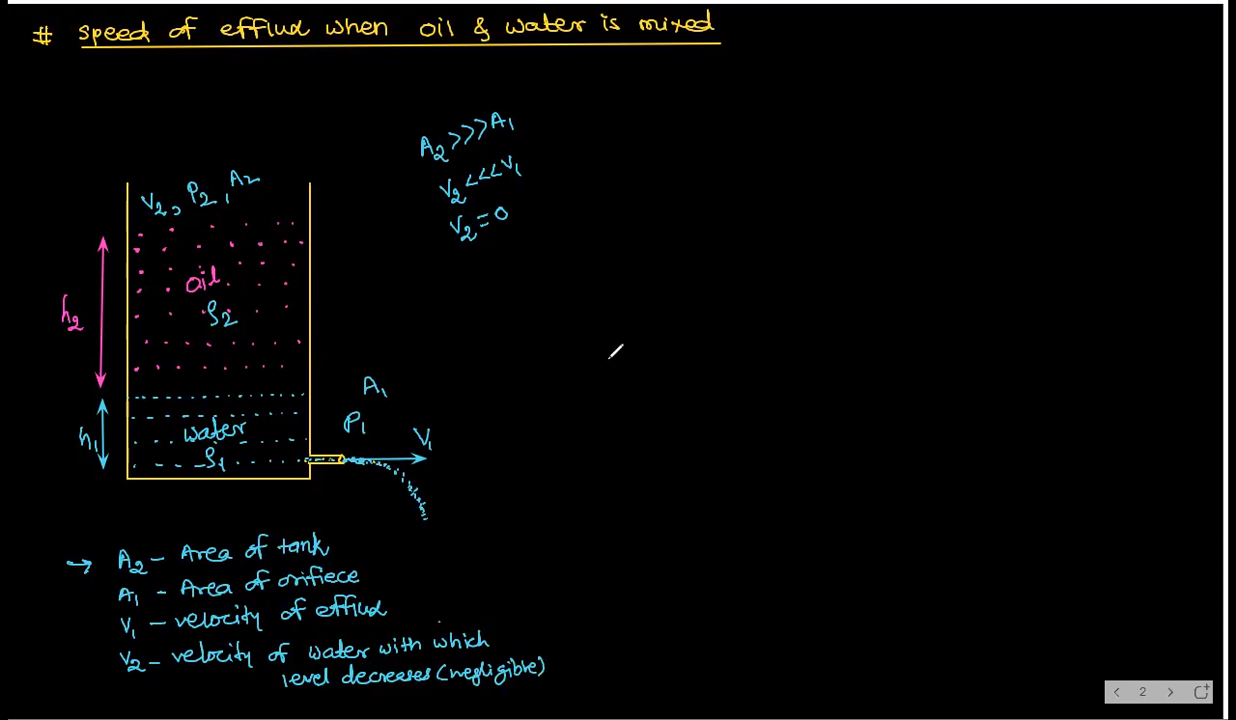 # speed of efflud when oil & water is mixed
A2 >>> A1
V2 <<< V1
V2 = 0
V2, P2, A2
oil
ρ2
h2
A1
P1
V1
water
ρ1
h1
→ A2 - Area of tank
A1 - Area of orifiece
V1 - velocity of efflud
V2 - velocity of water with which
level decreases (negligible)
2